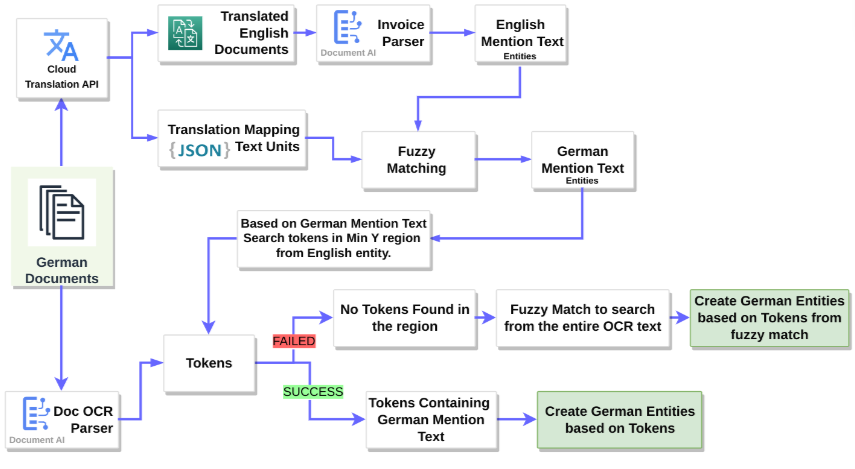 Cloud
Translation API
Translated
English
Documents
Document AI
Invoice
Parser
English
Mention Text
Entities
Translation Mapping
{JSON} Text Units
Fuzzy
Matching
German
Mention Text
Entities
German
Documents
Based on German Mention Text
Search tokens in Min Y region
from English entity.
No Tokens Found in
the region
Fuzzy Match to search
from the entire OCR text
Create German Entities
based on Tokens from
fuzzy match
Tokens
FAILED
SUCCESS
Doc OCR
Parser
Document AI
Tokens Containing
German Mention
Text
Create German Entities
based on Tokens